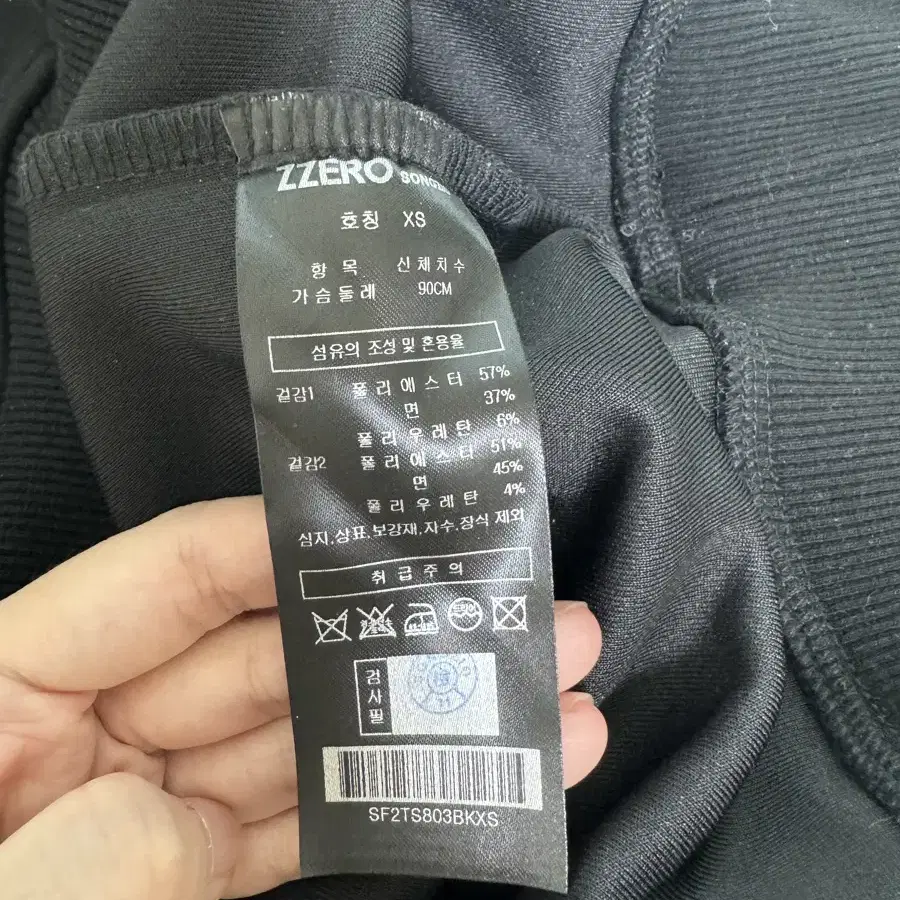 ZZERO
호칭 XS
항 목 신체치수
가슴둘레 90CM
섬유의 조성 및 혼용율
겉감1 폴리에스터 57%
면 37%
폴리우레탄 6%
겉감2 폴리에스터 51%
면 45%
폴리우레탄 4%
심지,상표,보강재,자수,장식 제외
취급주의
드라이
검사필
11
SF2TS803BKXS